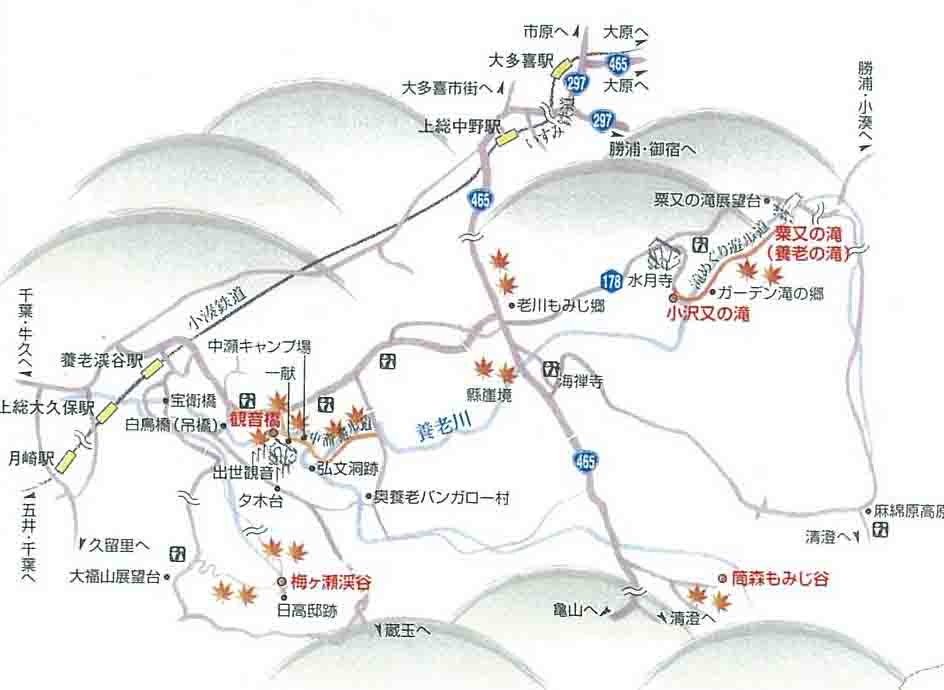 市原へ
大原へ
大多喜駅
465
297
大原へ
大多喜市街へ
上総中野駅
いすみ鉄道
297
勝浦・御宿へ
勝浦・小湊へ
465
粟又の滝展望台
粟又の滝
(養老の滝)
滝めぐり遊歩道
水月寺
178
ガーデン滝の郷
小沢又の滝
老川もみじ郷
小湊鉄道
千葉・牛久へ
養老渓谷駅
中瀬キャンプ場
一献
懸崖境
海禅寺
上総大久保駅
宝衛橋
白鳥橋(吊橋)
観音橋
中瀬遊歩道
養老川
月崎駅
出世観音
弘文洞跡
夕木台
奥養老バンガロー村
465
五井・千葉へ
久留里へ
大福山展望台
梅ヶ瀬渓谷
日高邸跡
蔵玉へ
麻綿原高原
清澄へ
筒森もみじ谷
亀山へ
清澄へ